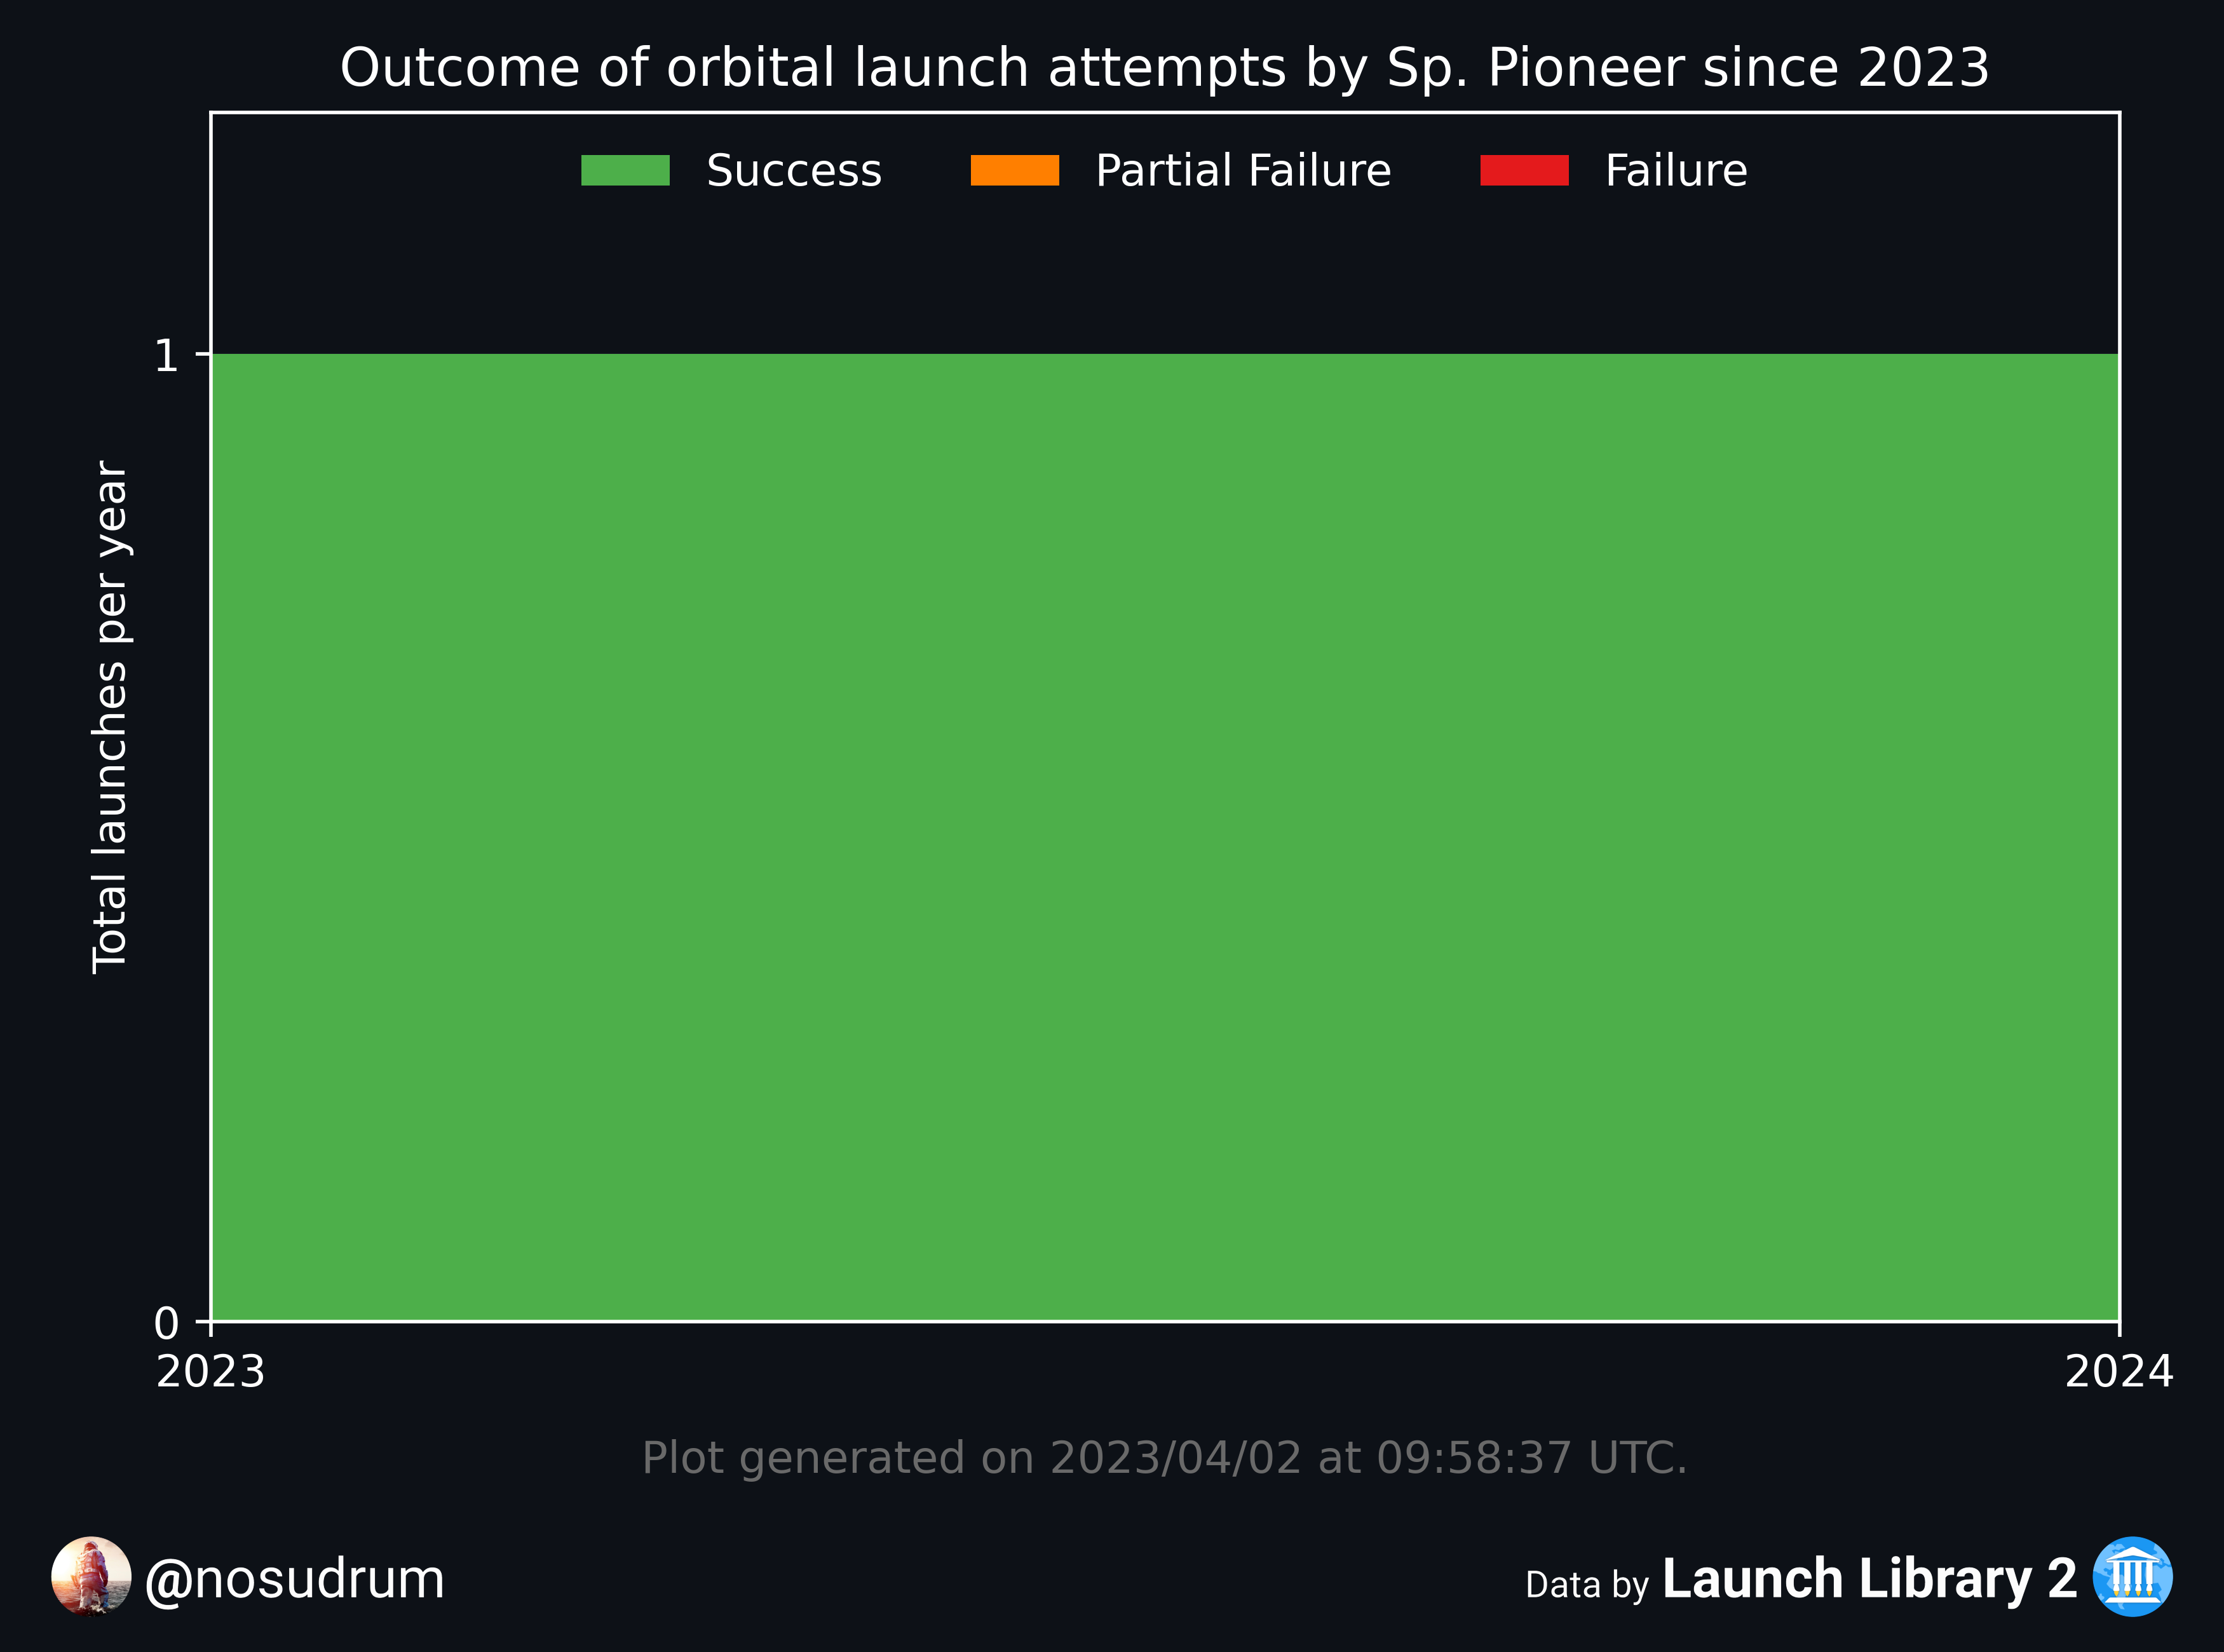 Outcome of orbital launch attempts by Sp. Pioneer since 2023
Success Partial Failure Failure
Total launches per year
1
0
2023 2024
Plot generated on 2023/04/02 at 09:58:37 UTC.
@nosudrum
Data by Launch Library 2